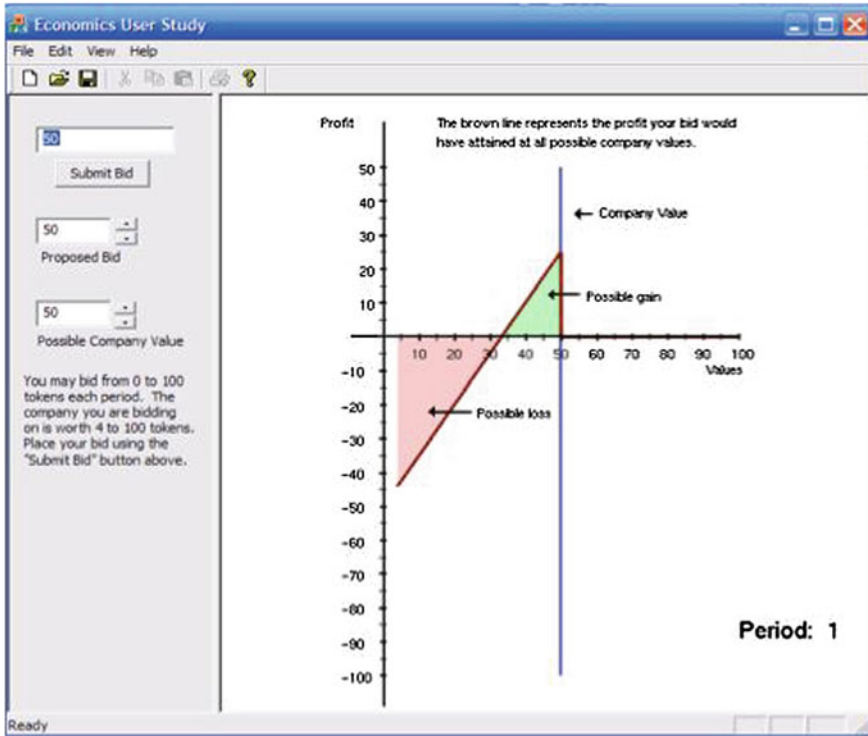 Economics User Study
File Edit View Help
50
Submit Bid
50
Proposed Bid
50
Possible Company Value
You may bid from 0 to 100
tokens each period. The
company you are bidding
on is worth 4 to 100 tokens.
Place your bid using the
"Submit Bid" button above.
Profit
The brown line represents the profit your bid would
have attained at all possible company values.
50
40
30
20
10
-10
-20
-30
-40
-50
-60
-70
-80
-90
-100
Company Value
Possible gain
10 20 30 40 50 60 70 80 90 100
Values
Possible loss
Period: 1
Ready